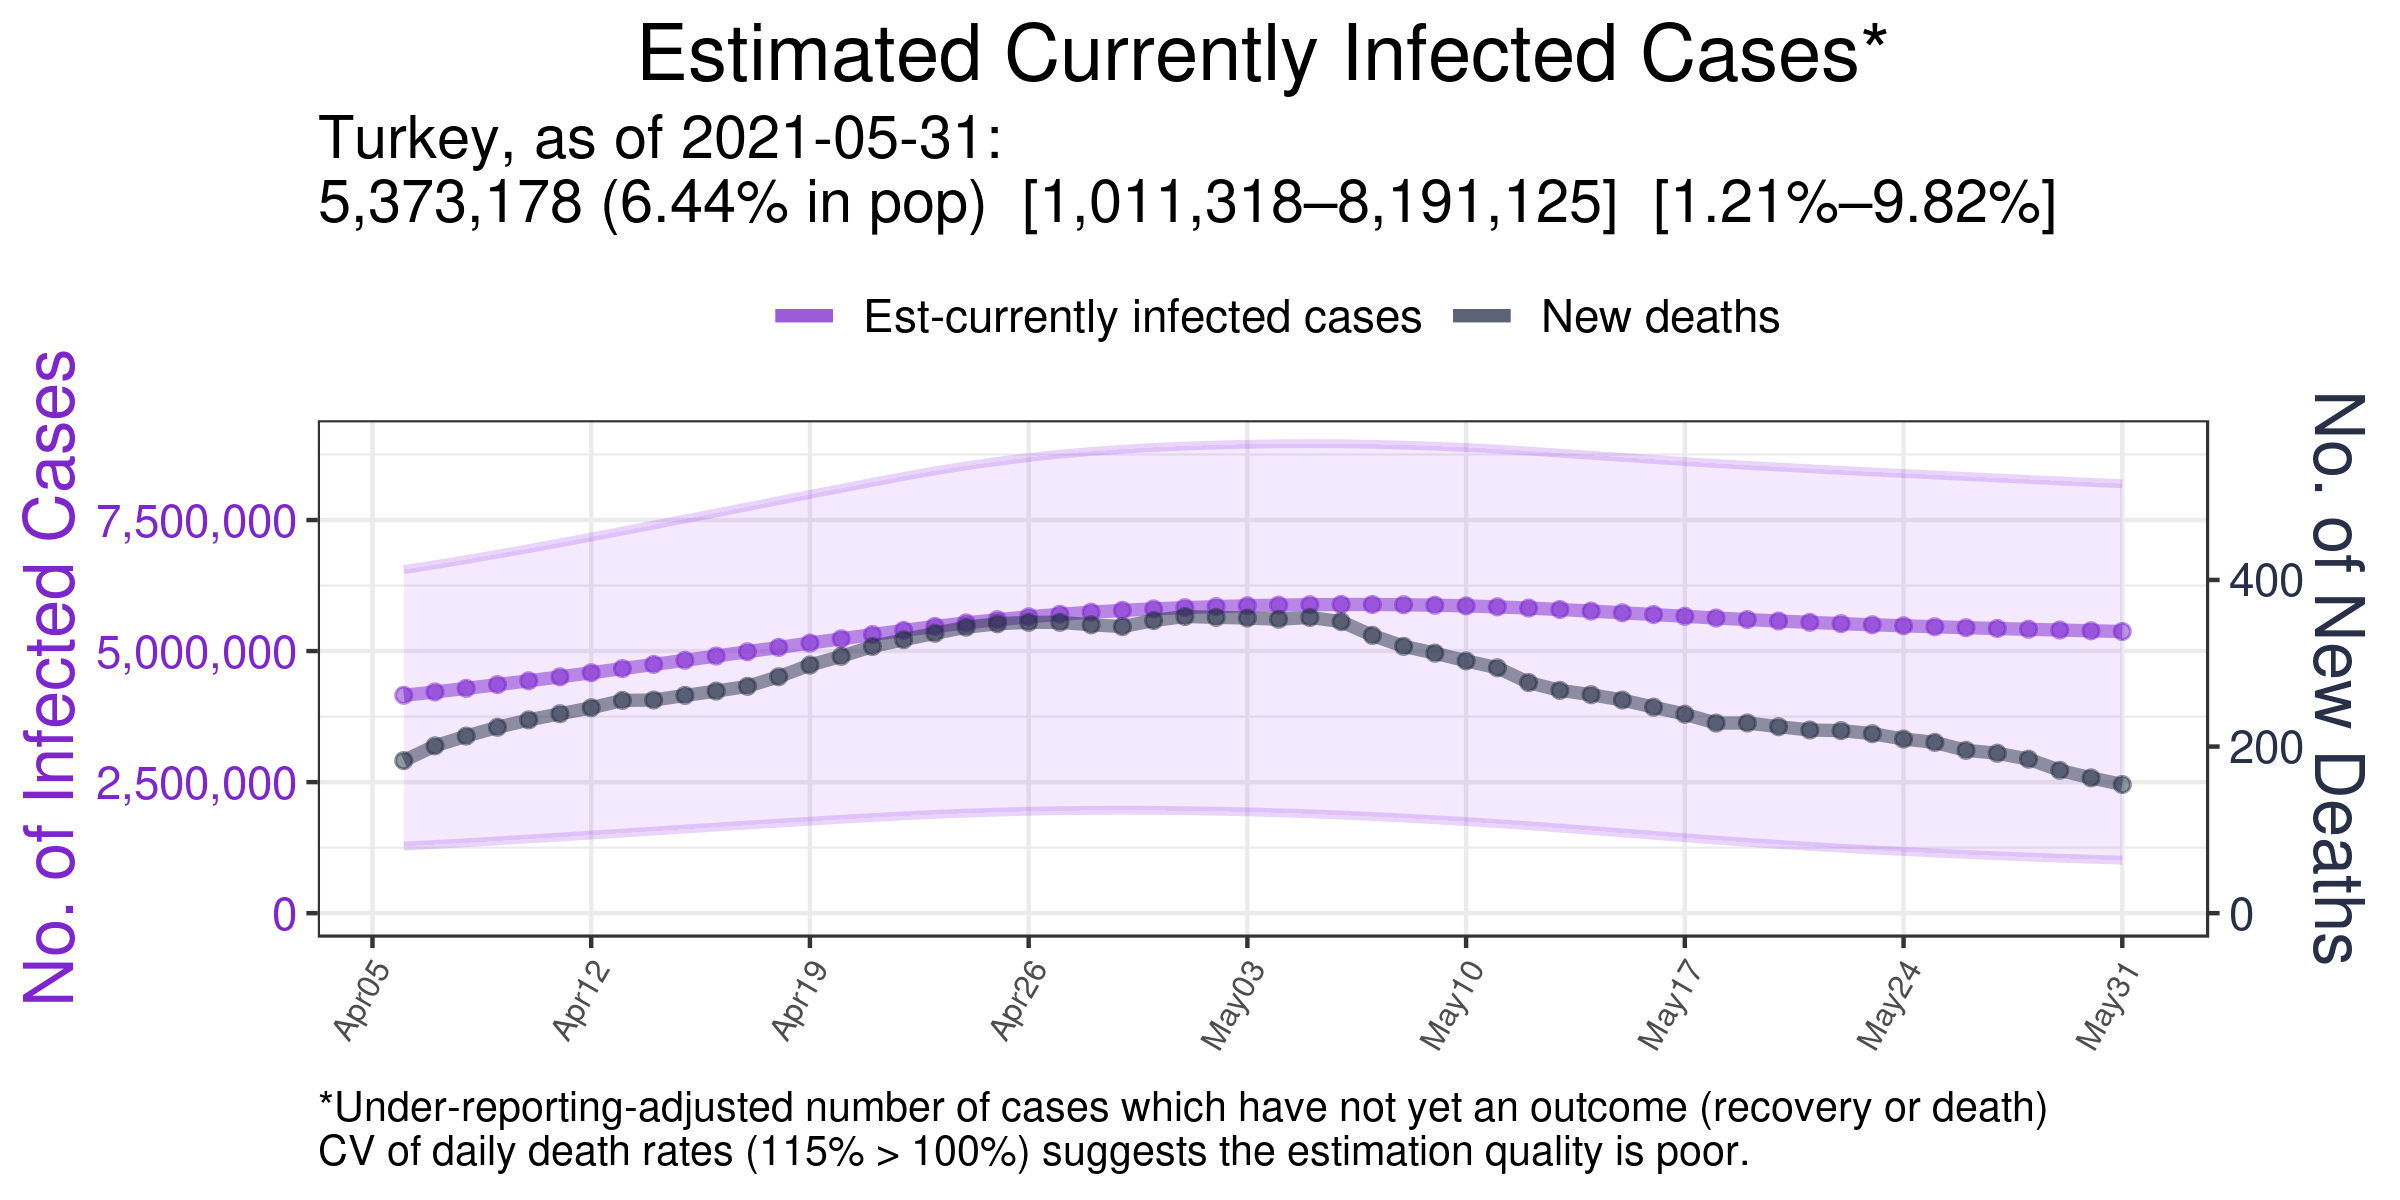 Estimated Currently Infected Cases*
Turkey, as of 2021-05-31:
5,373,178 (6.44% in pop) [1,011,318–8,191,125] [1.21%–9.82%]
Est-currently infected cases New deaths
No. of Infected Cases
7,500,000
5,000,000
2,500,000
0
400
200
0
No. of New Deaths
Apr05 Apr12 Apr19 Apr26 May03 May10 May17 May24 May31
*Under-reporting-adjusted number of cases which have not yet an outcome (recovery or death)
CV of daily death rates (115% > 100%) suggests the estimation quality is poor.